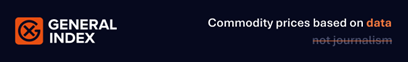 GENERAL
INDEX
Commodity prices based on data
not journalism